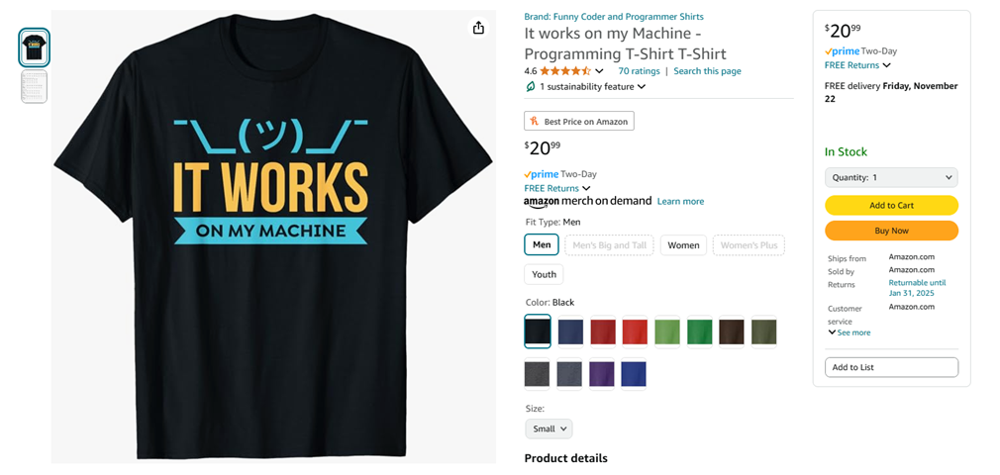 ¯\_(ツ)_/¯
IT WORKS
ON MY MACHINE
Brand: Funny Coder and Programmer Shirts
It works on my Machine -
Programming T-Shirt T-Shirt
4.6
70 ratings | Search this page
1 sustainability feature
Best Price on Amazon
$20.99
prime Two-Day
FREE Returns
amazon merch on demand Learn more
Fit Type: Men
Men
Men's Big and Tall
Women
Women's Plus
Youth
Color: Black
Size:
Small
Product details
$20.99
prime Two-Day
FREE Returns
FREE delivery Friday, November
22
In Stock
Quantity: 1
Add to Cart
Buy Now
Ships from Amazon.com
Sold by Amazon.com
Returns Returnable until
Jan 31, 2025
Customer Amazon.com
service
See more
Add to List